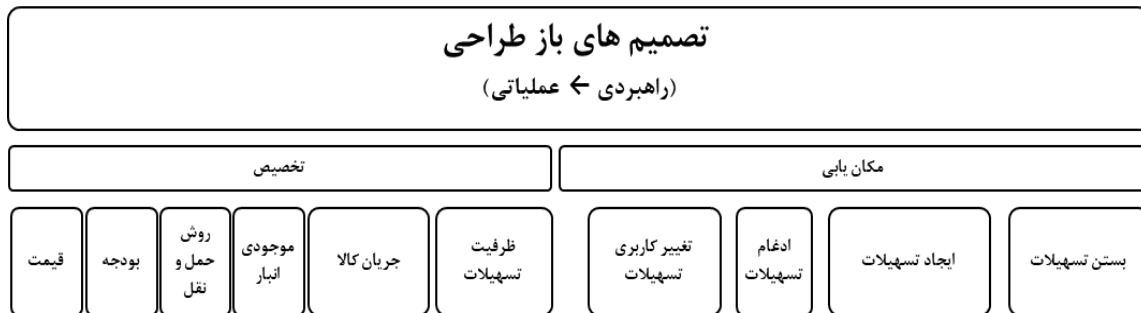 تصمیم های باز طراحی
(راهبردی ← عملیاتی)
مکان یابی
تخصیص
بستن تسهیلات
ایجاد تسهیلات
ادغام
تسهیلات
تغییر کاربری
تسهیلات
ظرفیت
تسهیلات
جریان کالا
موجودی
انبار
روش
حمل و
نقل
بودجه
قیمت